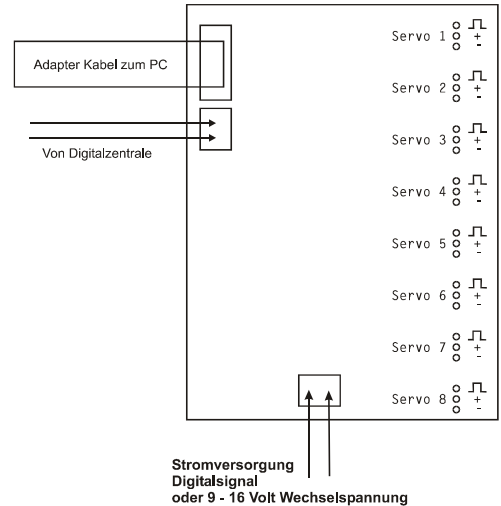 Servo 1 +
-
Adapter Kabel zum PC
Servo 2 +
-
Von Digitalzentrale
Servo 3 +
-
Servo 4 +
-
Servo 5 +
-
Servo 6 +
-
Servo 7 +
-
Servo 8 +
-
Stromversorgung
Digitalsignal
oder 9 - 16 Volt Wechselspannung